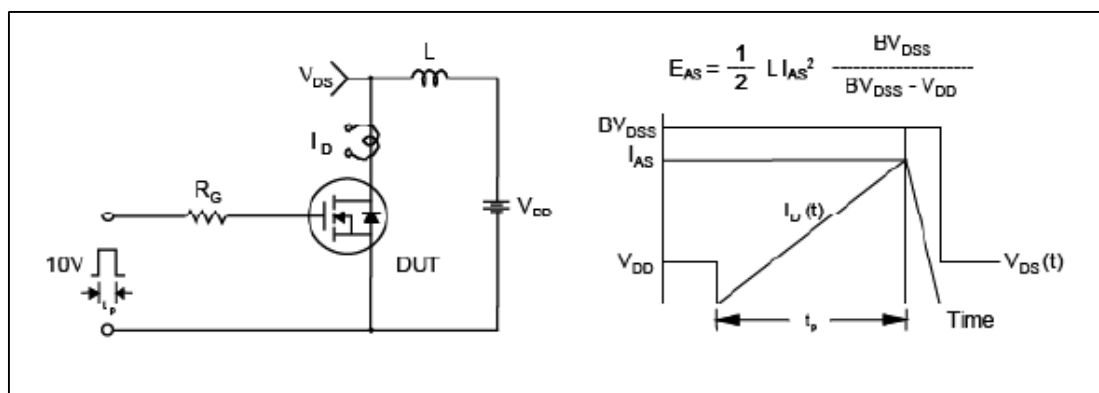 L
V_DS
I_D
R_G
V_DD
10V
DUT
t_p
E_AS = 1/2 L I_AS² BV_DSS / (BV_DSS - V_DD)
BV_DSS
I_AS
I_D (t)
V_DD
V_DS (t)
t_p
Time